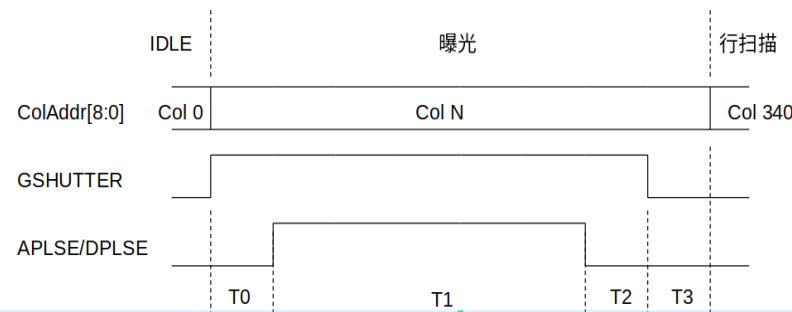 IDLE 曝光 行扫描
ColAddr[8:0] Col 0 Col N Col 340
GSHUTTER
APLSE/DPLSE
T0 T1 T2 T3